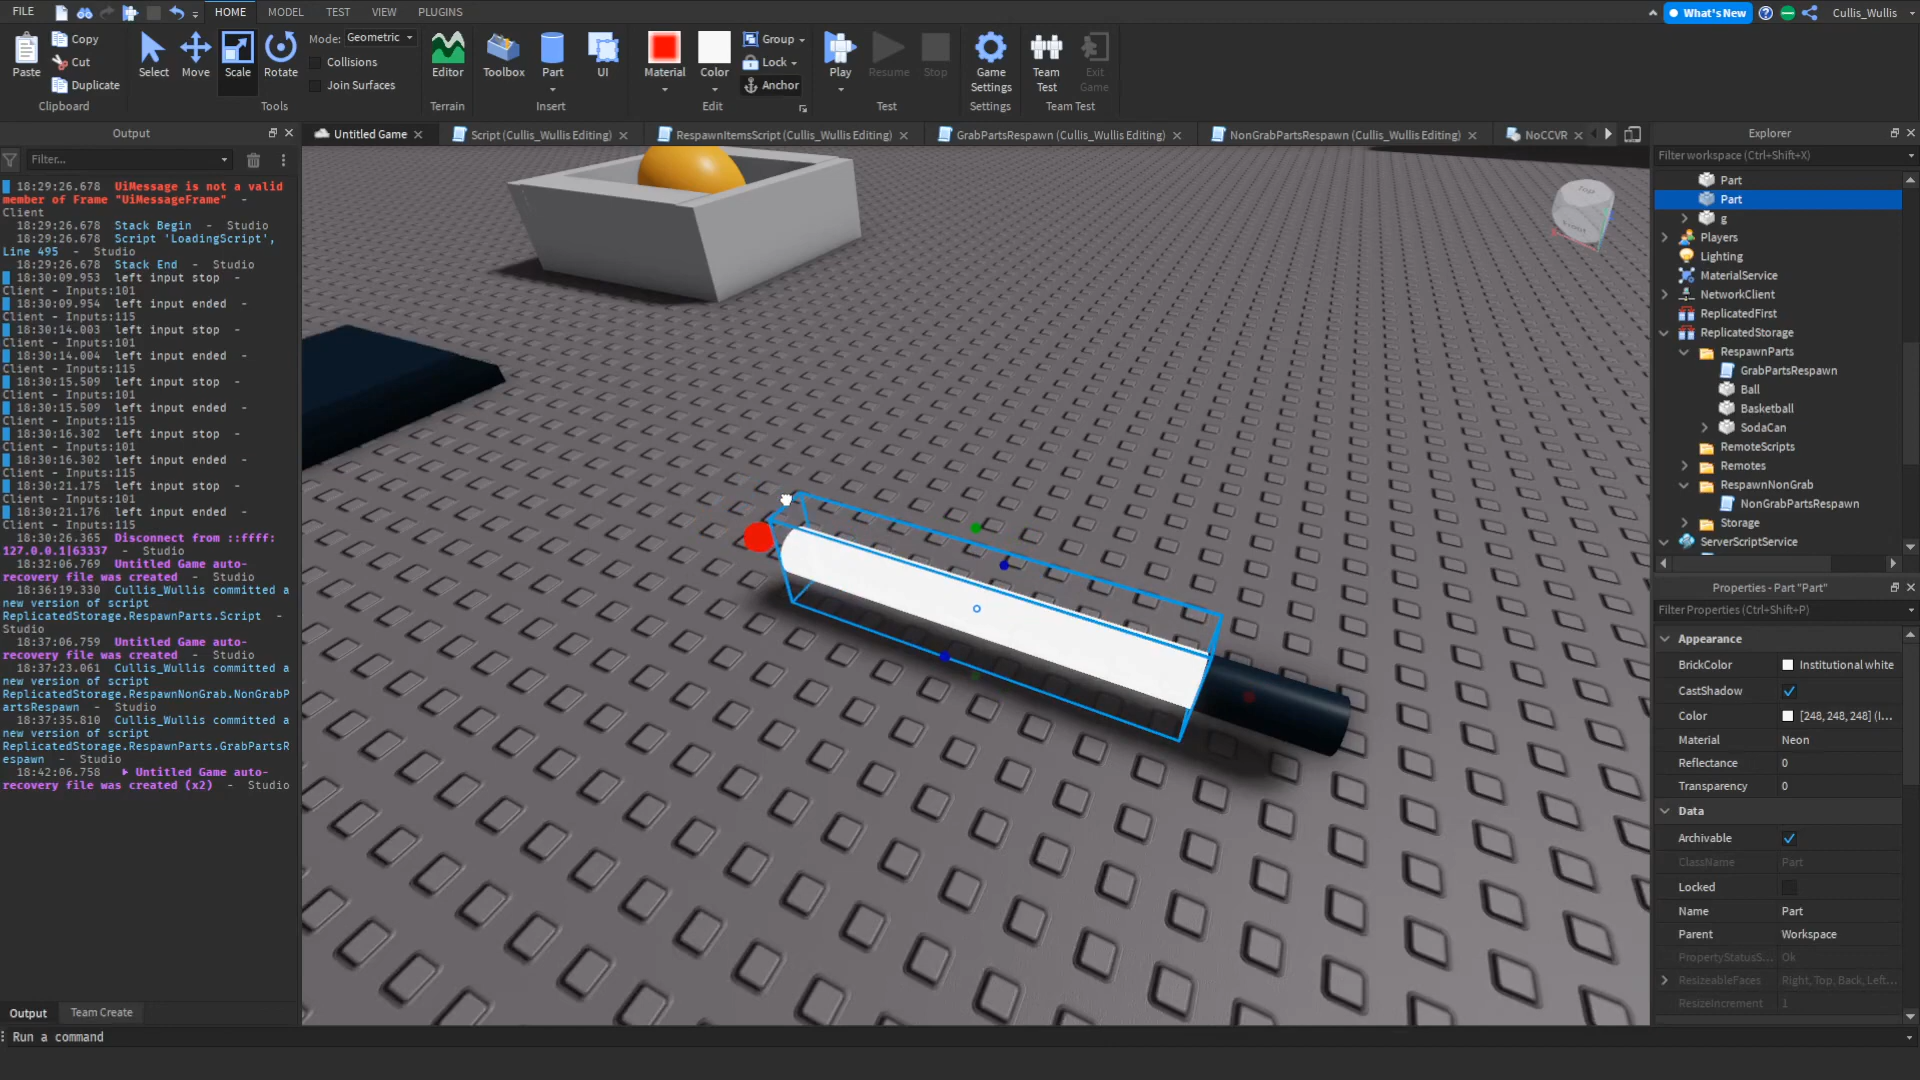 FILE
HOME
MODEL
TEST
VIEW
PLUGINS
What's New
Cullis_Wullis
Paste
Copy
Cut
Duplicate
Clipboard
Select
Move
Scale
Rotate
Mode: Geometric
Collisions
Join Surfaces
Tools
Editor
Terrain
Toolbox
Part
UI
Insert
Material
Color
Group
Lock
Anchor
Edit
Play
Resume
Stop
Test
Game
Settings
Settings
Team
Test
Exit
Game
Team Test
Output
Filter...
18:29:26.678 UiMessage is not a valid
member of Frame "UiMessageFrame" -
Client
18:29:26.678 Stack Begin - Studio
18:29:26.678 Script 'LoadingScript',
Line 495 - Studio
18:29:26.678 Stack End - Studio
18:30:09.953 left input stop -
Client - Inputs:101
18:30:09.954 left input ended -
Client - Inputs:115
18:30:14.003 left input stop -
Client - Inputs:101
18:30:14.004 left input ended -
Client - Inputs:115
18:30:15.509 left input stop -
Client - Inputs:101
18:30:15.509 left input ended -
Client - Inputs:115
18:30:16.302 left input stop -
Client - Inputs:101
18:30:16.302 left input ended -
Client - Inputs:115
18:30:21.175 left input stop -
Client - Inputs:101
18:30:21.176 left input ended -
Client - Inputs:115
18:30:26.365 Disconnect from ::ffff:
127.0.0.1|63337 - Studio
18:32:06.769 Untitled Game auto-
recovery file was created - Studio
18:36:19.330 Cullis_Wullis committed a
new version of script
ReplicatedStorage.RespawnParts.Script -
Studio
18:37:06.759 Untitled Game auto-
recovery file was created - Studio
18:37:23.061 Cullis_Wullis committed a
new version of script
ReplicatedStorage.RespawnNonGrab.NonGrabP
artsRespawn - Studio
18:37:35.810 Cullis_Wullis committed a
new version of script
ReplicatedStorage.RespawnParts.GrabPartsR
espawn - Studio
18:42:06.758 Untitled Game auto-
recovery file was created (x2) - Studio
Output
Team Create
Run a command
Untitled Game
Script (Cullis_Wullis Editing)
RespawnItemsScript (Cullis_Wullis Editing)
GrabPartsRespawn (Cullis_Wullis Editing)
NonGrabPartsRespawn (Cullis_Wullis Editing)
NoCCVR
Top
Explorer
Filter workspace (Ctrl+Shift+X)
Part
Part
g
Players
Lighting
MaterialService
NetworkClient
ReplicatedFirst
ReplicatedStorage
RespawnParts
GrabPartsRespawn
Ball
Basketball
SodaCan
RemoteScripts
Remotes
RespawnNonGrab
NonGrabPartsRespawn
Storage
ServerScriptService
Properties - Part "Part"
Filter Properties (Ctrl+Shift+P)
Appearance
BrickColor Institutional white
CastShadow
Color [248, 248, 248] (I...
Material Neon
Reflectance 0
Transparency 0
Data
Archivable
ClassName Part
Locked
Name Part
Parent Workspace
PropertyStatusS... Ok
ResizeableFaces Right, Top, Back, Left...
ResizeIncrement 1